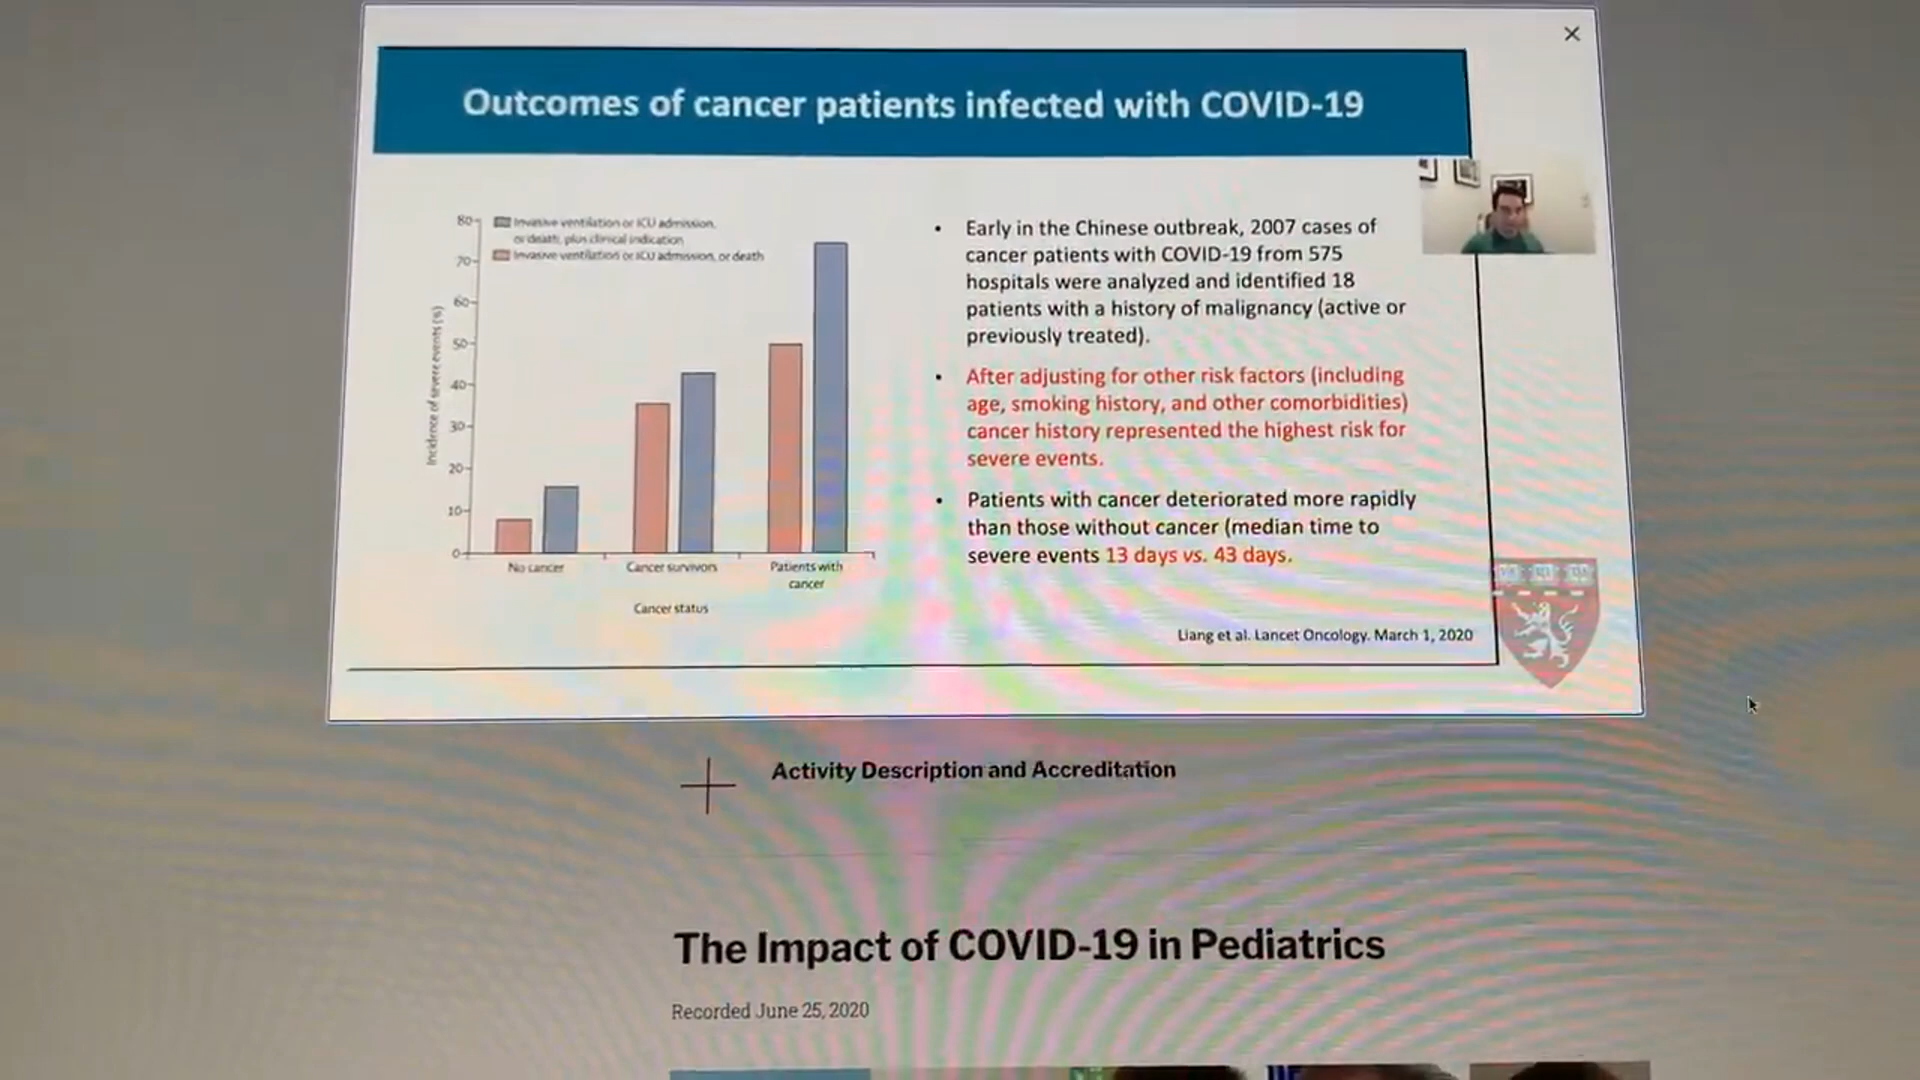 Outcomes of cancer patients infected with COVID-19
80
70
60
50
40
30
20
10
0
Incidence of severe events (%)
Invasive ventilation or ICU admission,
or death, plus clinical indication
Invasive ventilation or ICU admission, or death
No cancer
Cancer survivors
Patients with
cancer
Cancer status
• Early in the Chinese outbreak, 2007 cases of
cancer patients with COVID-19 from 575
hospitals were analyzed and identified 18
patients with a history of malignancy (active or
previously treated).
• After adjusting for other risk factors (including
age, smoking history, and other comorbidities)
cancer history represented the highest risk for
severe events.
• Patients with cancer deteriorated more rapidly
than those without cancer (median time to
severe events 13 days vs. 43 days.
Liang et al. Lancet Oncology. March 1, 2020
Activity Description and Accreditation
The Impact of COVID-19 in Pediatrics
Recorded June 25, 2020